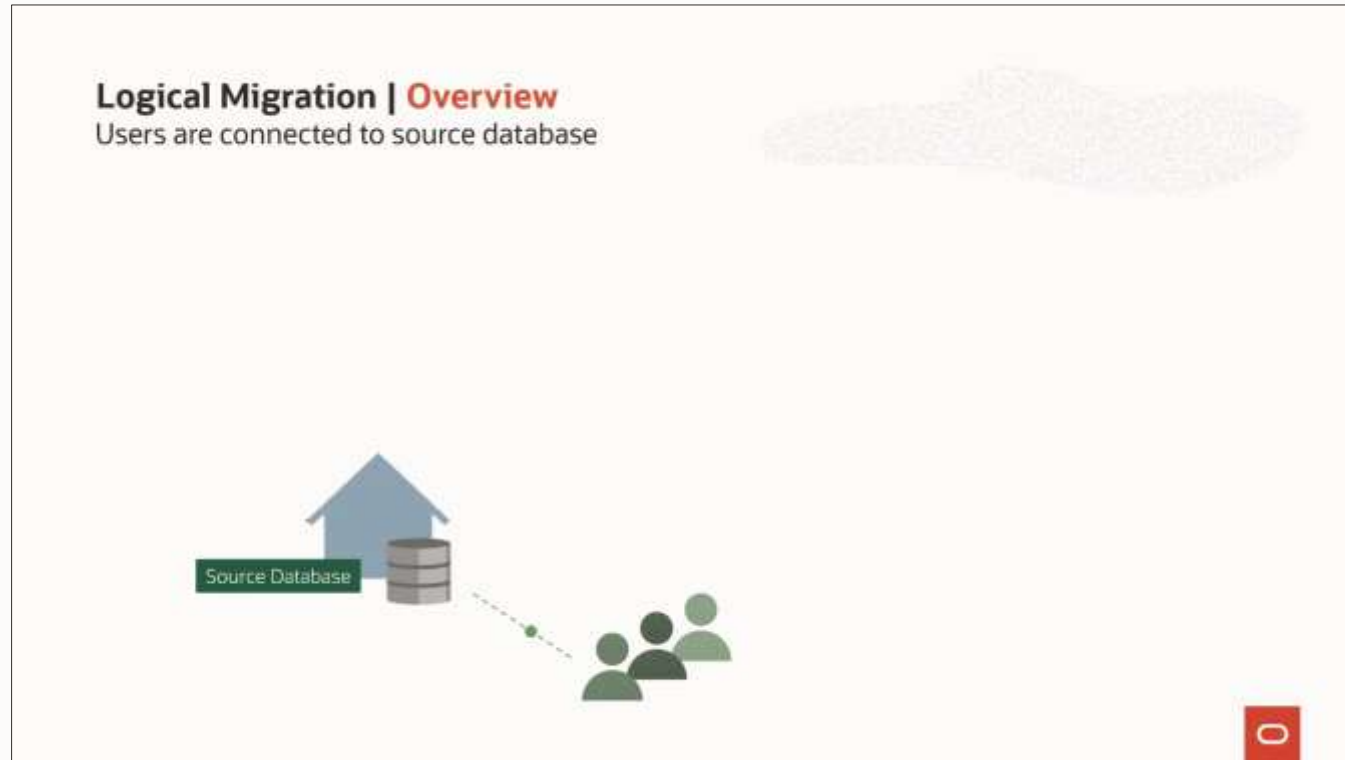 Logical Migration | Overview
Users are connected to source database
Source Database